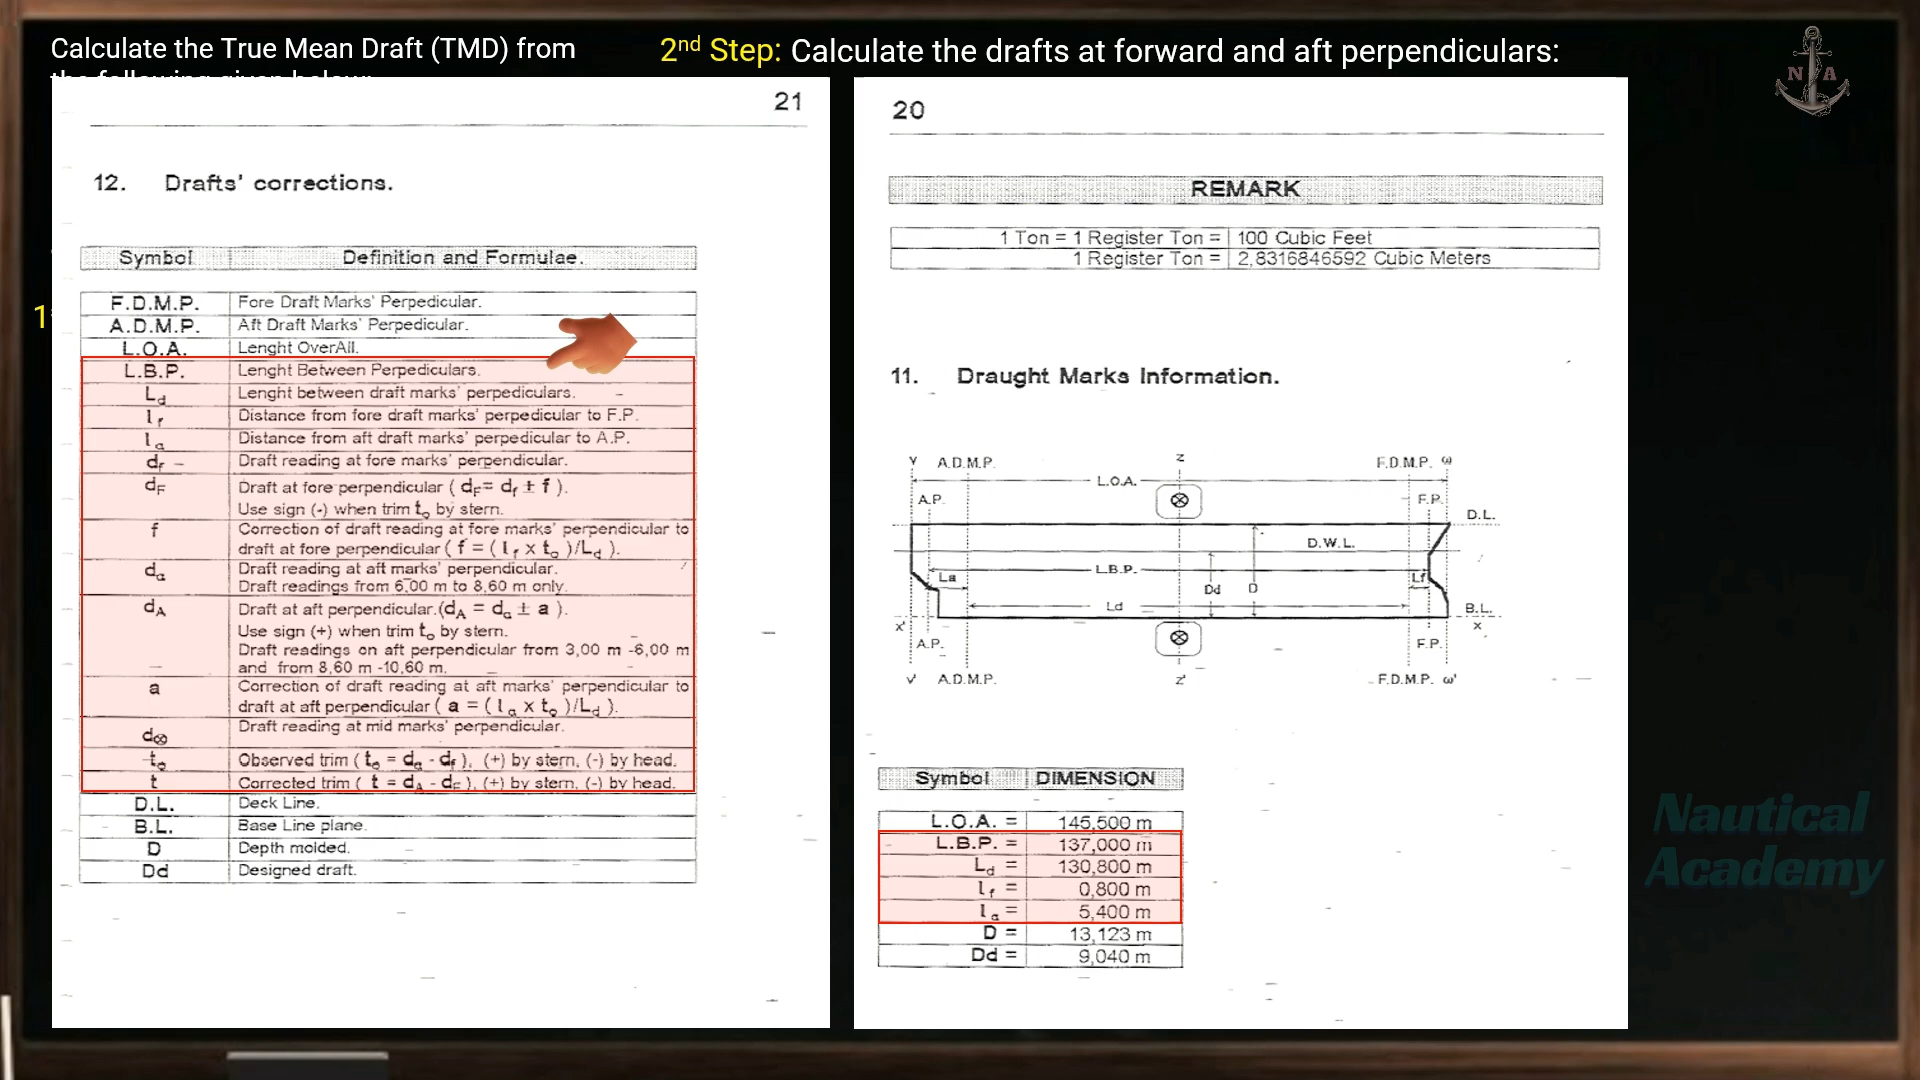 Calculate the True Mean Draft (TMD) from
the following given below:
2nd Step: Calculate the drafts at forward and aft perpendiculars:
N A
1
21
12. Drafts' corrections.
Symbol Definition and Formulae.
F.D.M.P. Fore Draft Marks' Perpedicular.
A.D.M.P. Aft Draft Marks' Perpedicular.
L.O.A. Lenght OverAll.
L.B.P. Lenght Between Perpediculars.
Ld Lenght between draft marks' perpediculars.
lf Distance from fore draft marks' perpedicular to F.P.
la Distance from aft draft marks' perpedicular to A.P.
df Draft reading at fore marks' perpendicular.
dF Draft at fore perpendicular ( dF= df ± f ).
Use sign (-) when trim to by stern.
f Correction of draft reading at fore marks' perpendicular to
draft at fore perpendicular ( f = ( lf x to )/Ld ).
da Draft reading at aft marks' perpendicular.
Draft readings from 6,00 m to 8,60 m only.
dA Draft at aft perpendicular.(dA = da ± a ).
Use sign (+) when trim to by stern.
Draft readings on aft perpendicular from 3,00 m -6,00 m
and from 8,60 m -10,60 m.
a Correction of draft reading at aft marks' perpendicular to
draft at aft perpendicular ( a = ( la x to )/Ld ).
d⊗ Draft reading at mid marks' perpendicular.
to Observed trim ( to = da - df ), (+) by stern, (-) by head.
t Corrected trim ( t = dA - dF ), (+) by stern, (-) by head.
D.L. Deck Line.
B.L. Base Line plane.
D Depth molded.
Dd Designed draft.
20
REMARK
1 Ton = 1 Register Ton = 100 Cubic Feet
1 Register Ton = 2,8316846592 Cubic Meters
11. Draught Marks Information.
v A.D.M.P. z F.D.M.P. ω
L.O.A.
A.P. F.P.
D.L.
D.W.L.
L.B.P.
La Lf
Dd D
Ld B.L.
x' x
A.P. F.P.
v' A.D.M.P. z' F.D.M.P. ω'
Symbol DIMENSION
L.O.A. = 145,500 m
L.B.P. = 137,000 m
Ld = 130,800 m
lf = 0,800 m
la = 5,400 m
D = 13,123 m
Dd = 9,040 m
Nautical
Academy